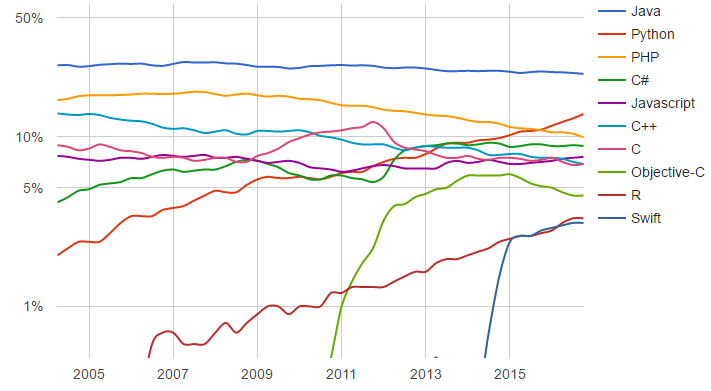 50%
10%
5%
1%
2005 2007 2009 2011 2013 2015
Java
Python
PHP
C#
Javascript
C++
C
Objective-C
R
Swift